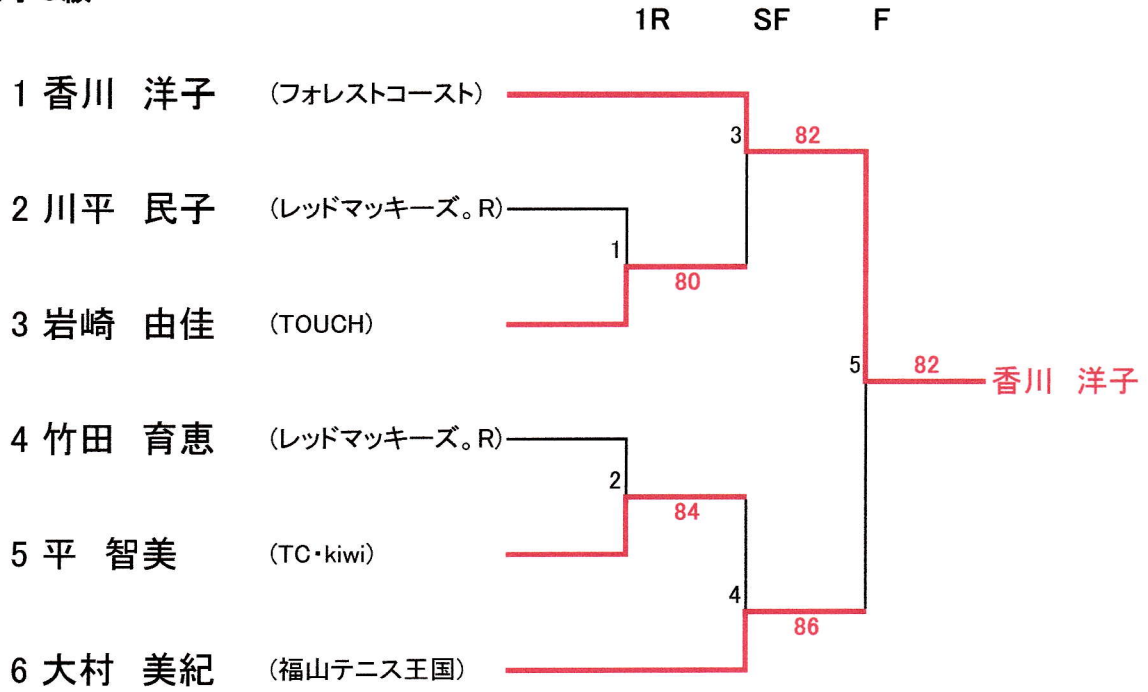 1R SF F
1 香川 洋子 (フォレストコースト)
3 82
2 川平 民子 (レッドマッキーズ。R)
1 80
3 岩崎 由佳 (TOUCH)
5 82 香川 洋子
4 竹田 育恵 (レッドマッキーズ。R)
2 84
5 平 智美 (TC・kiwi)
4 86
6 大村 美紀 (福山テニス王国)